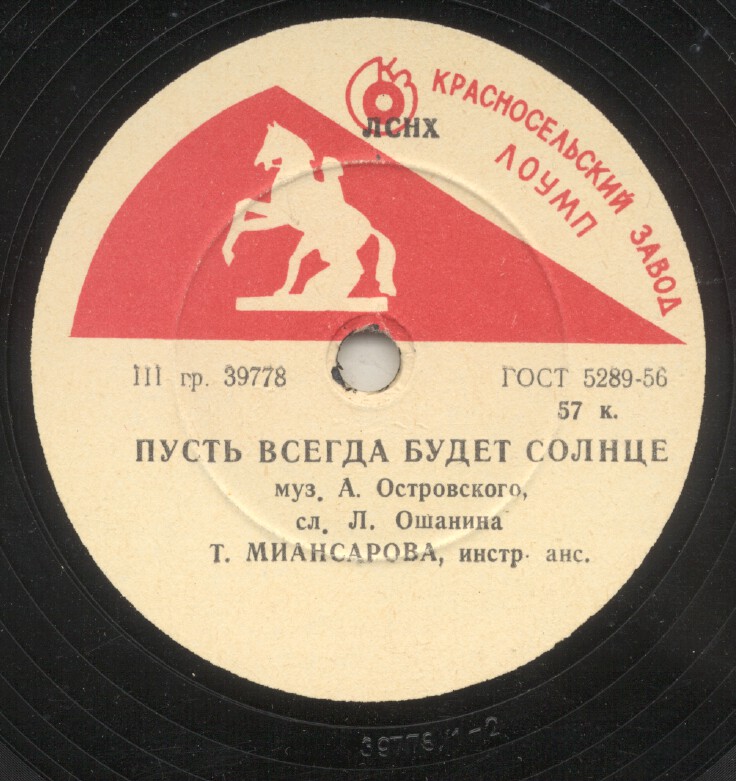 КЗ
ЛСНХ
КРАСНОСЕЛЬСКИЙ ЗАВОД
ЛОУМП
III гр. 39778
ГОСТ 5289-56
57 к.
ПУСТЬ ВСЕГДА БУДЕТ СОЛНЦЕ
муз. А. Островского,
сл. Л. Ошанина
Т. МИАНСАРОВА, инстр. анс.
39778/1-2